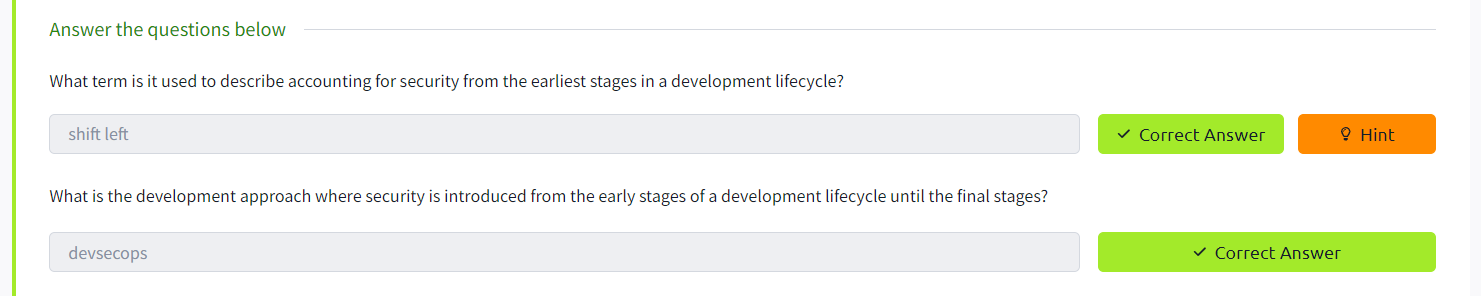 Answer the questions below
What term is it used to describe accounting for security from the earliest stages in a development lifecycle?
shift left
Correct Answer
Hint
What is the development approach where security is introduced from the early stages of a development lifecycle until the final stages?
devsecops
Correct Answer